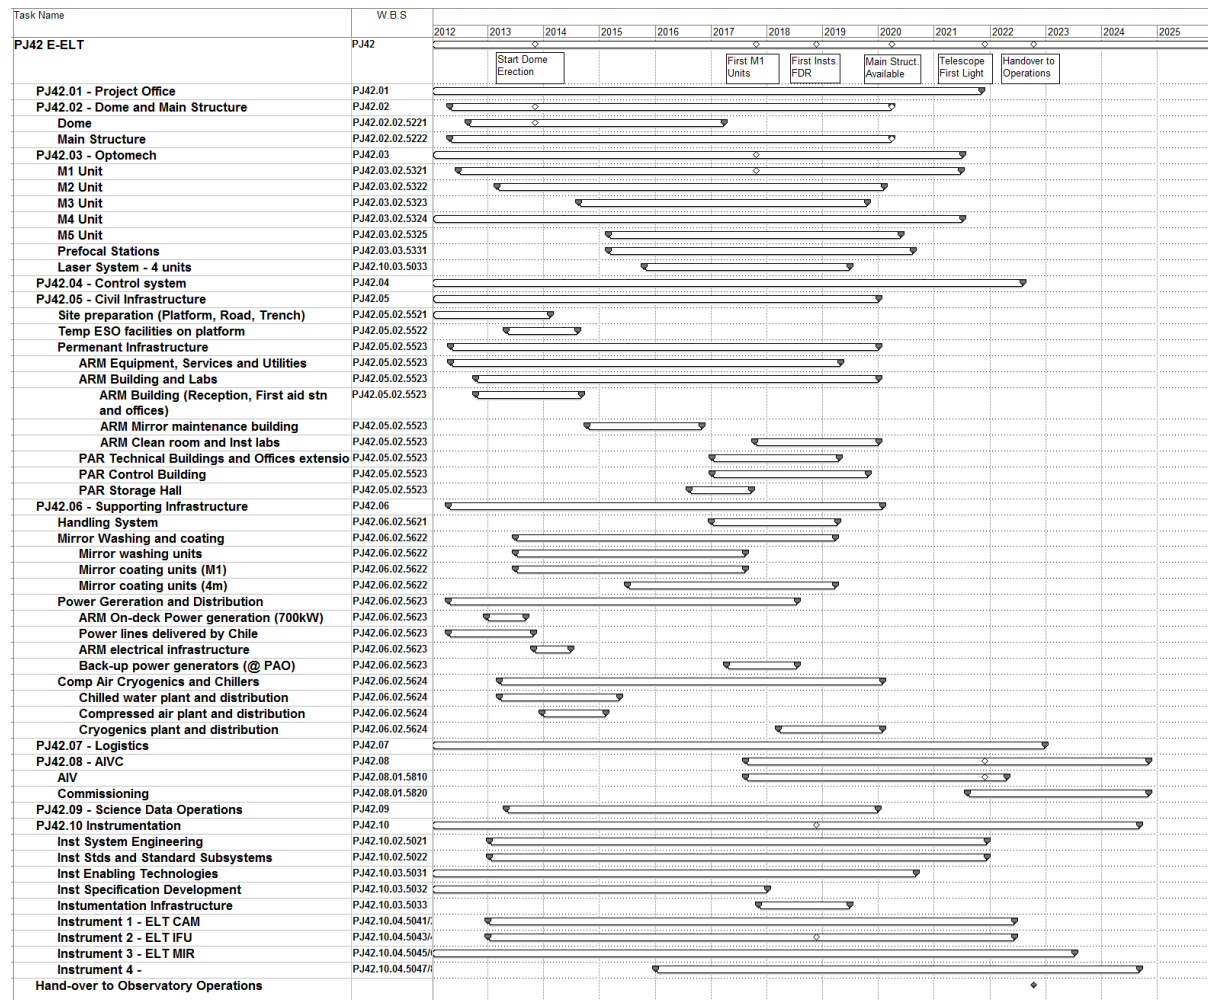 Task Name W.B.S
2012 2013 2014 2015 2016 2017 2018 2019 2020 2021 2022 2023 2024 2025
PJ42 E-ELT PJ42
Start Dome
Erection
First M1
Units
First Insts.
FDR
Main Struct.
Available
Telescope
First Light
Handover to
Operations
PJ42.01 - Project Office PJ42.01
PJ42.02 - Dome and Main Structure PJ42.02
Dome PJ42.02.02.5221
Main Structure PJ42.02.02.5222
PJ42.03 - Optomech PJ42.03
M1 Unit PJ42.03.02.5321
M2 Unit PJ42.03.02.5322
M3 Unit PJ42.03.02.5323
M4 Unit PJ42.03.02.5324
M5 Unit PJ42.03.02.5325
Prefocal Stations PJ42.03.03.5331
Laser System - 4 units PJ42.10.03.5033
PJ42.04 - Control system PJ42.04
PJ42.05 - Civil Infrastructure PJ42.05
Site preparation (Platform, Road, Trench) PJ42.05.02.5521
Temp ESO facilities on platform PJ42.05.02.5522
Permenant Infrastructure PJ42.05.02.5523
ARM Equipment, Services and Utilities PJ42.05.02.5523
ARM Building and Labs PJ42.05.02.5523
ARM Building (Reception, First aid stn PJ42.05.02.5523
and offices)
ARM Mirror maintenance building PJ42.05.02.5523
ARM Clean room and Inst labs PJ42.05.02.5523
PAR Technical Buildings and Offices extensio PJ42.05.02.5523
PAR Control Building PJ42.05.02.5523
PAR Storage Hall PJ42.05.02.5523
PJ42.06 - Supporting Infrastructure PJ42.06
Handling System PJ42.06.02.5621
Mirror Washing and coating PJ42.06.02.5622
Mirror washing units PJ42.06.02.5622
Mirror coating units (M1) PJ42.06.02.5622
Mirror coating units (4m) PJ42.06.02.5622
Power Gereration and Distribution PJ42.06.02.5623
ARM On-deck Power generation (700kW) PJ42.06.02.5623
Power lines delivered by Chile PJ42.06.02.5623
ARM electrical infrastructure PJ42.06.02.5623
Back-up power generators (@ PAO) PJ42.06.02.5623
Comp Air Cryogenics and Chillers PJ42.06.02.5624
Chilled water plant and distribution PJ42.06.02.5624
Compressed air plant and distribution PJ42.06.02.5624
Cryogenics plant and distribution PJ42.06.02.5624
PJ42.07 - Logistics PJ42.07
PJ42.08 - AIVC PJ42.08
AIV PJ42.08.01.5810
Commissioning PJ42.08.01.5820
PJ42.09 - Science Data Operations PJ42.09
PJ42.10 Instrumentation PJ42.10
Inst System Engineering PJ42.10.02.5021
Inst Stds and Standard Subsystems PJ42.10.02.5022
Inst Enabling Technologies PJ42.10.03.5031
Inst Specification Development PJ42.10.03.5032
Instumentation Infrastructure PJ42.10.03.5033
Instrument 1 - ELT CAM PJ42.10.04.5041/
Instrument 2 - ELT IFU PJ42.10.04.5043/
Instrument 3 - ELT MIR PJ42.10.04.5045/
Instrument 4 - PJ42.10.04.5047/
Hand-over to Observatory Operations